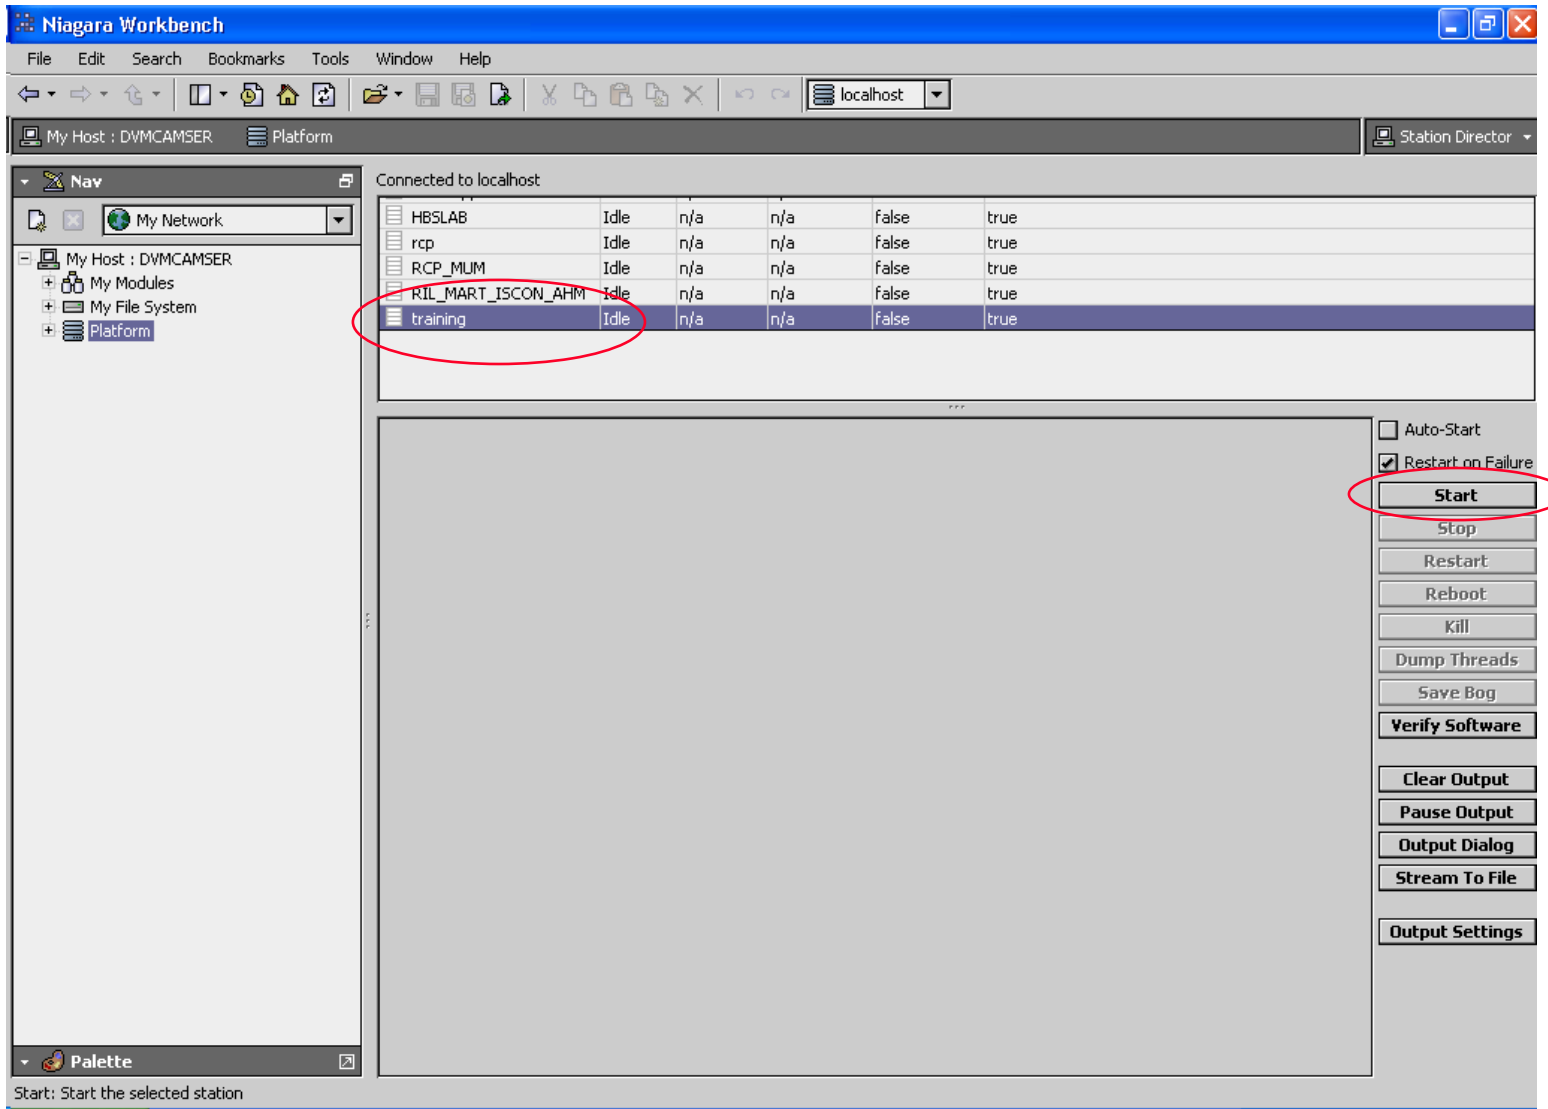 Niagara Workbench
File Edit Search Bookmarks Tools Window Help
localhost
My Host : DVMCAMSER Platform Station Director
Nav
My Network
My Host : DVMCAMSER
My Modules
My File System
Platform
Connected to localhost
HBSLAB Idle n/a n/a false true
rcp Idle n/a n/a false true
RCP_MUM Idle n/a n/a false true
RIL_MART_ISCON_AHM Idle n/a n/a false true
training Idle n/a n/a false true
Auto-Start
Restart on Failure
Start
Stop
Restart
Reboot
Kill
Dump Threads
Save Bog
Verify Software
Clear Output
Pause Output
Output Dialog
Stream To File
Output Settings
Palette
Start: Start the selected station